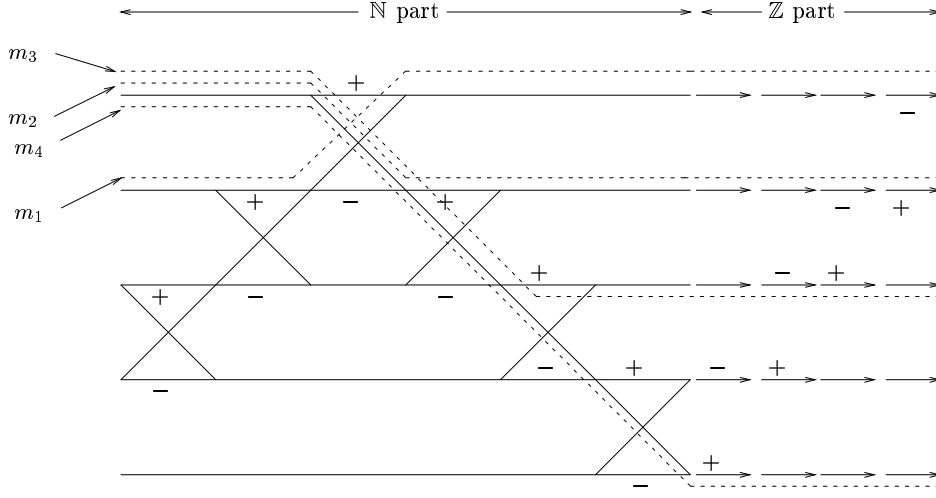 ℕ part ℤ part
m₃
+
m₂
−
m₄
+ − + − +
m₁
+ − +
+ − − −
− + − +
−
+
−